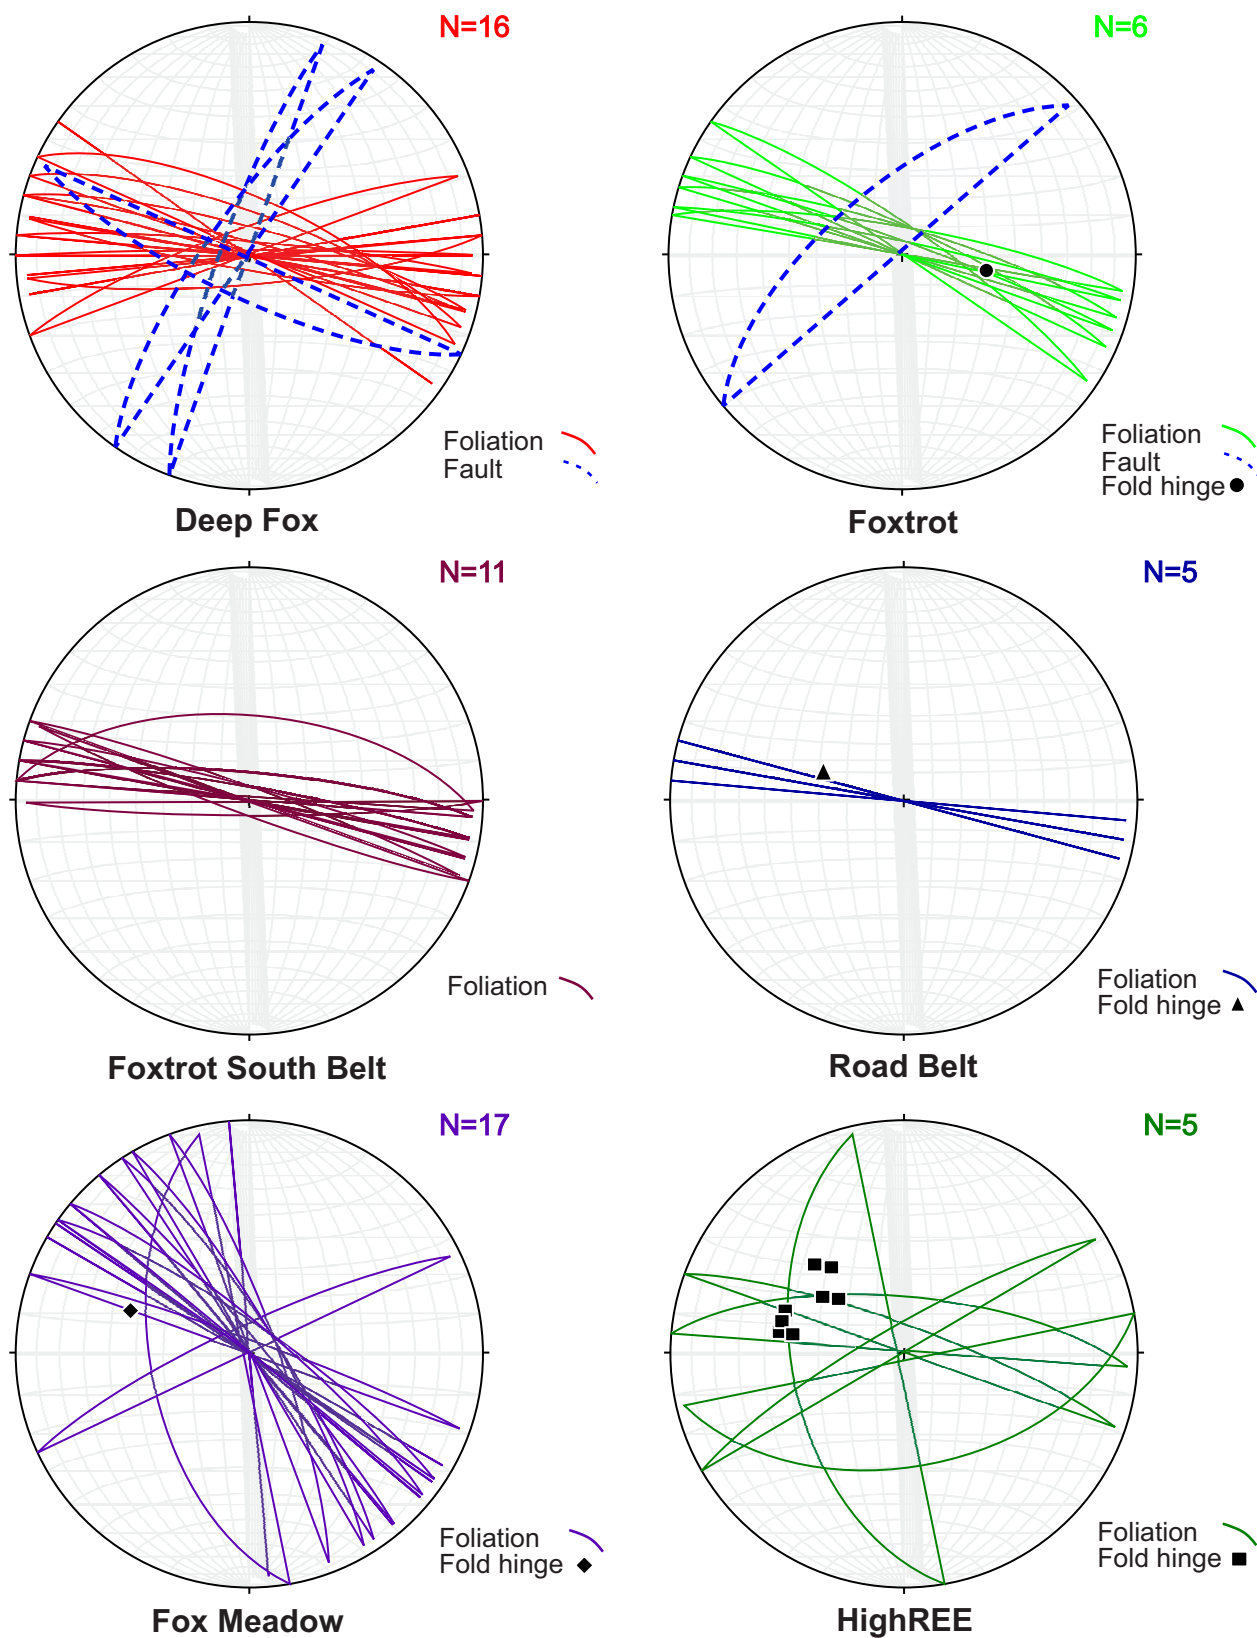 N=16
N=6
Foliation
Fault
Deep Fox
Foliation
Fault
Fold hinge
Foxtrot
N=11
N=5
Foliation
Foxtrot South Belt
Foliation
Fold hinge
Road Belt
N=17
N=5
Foliation
Fold hinge
Fox Meadow
Foliation
Fold hinge
HighREE